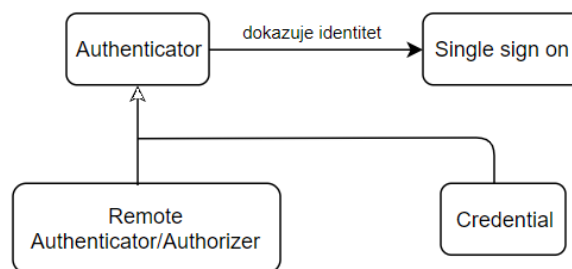 dokazuje identitet
Authenticator
Single sign on
Remote
Authenticator/Authorizer
Credential